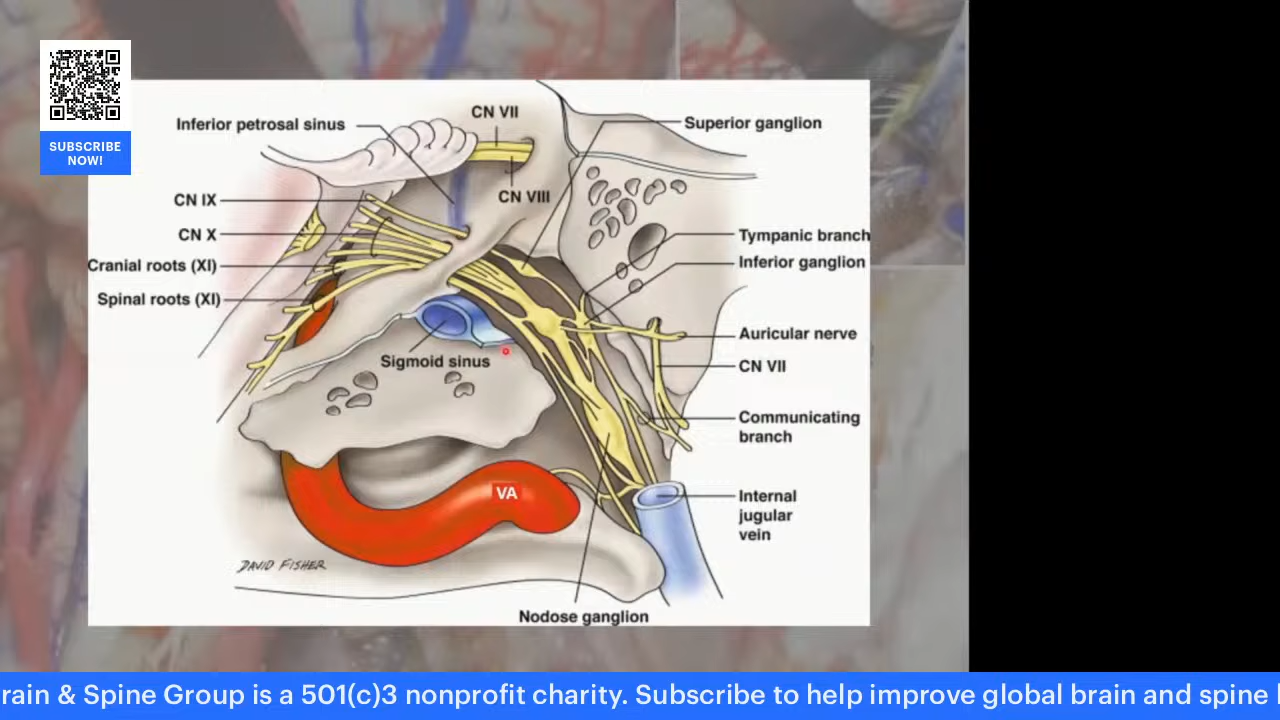 SUBSCRIBE
NOW!
Inferior petrosal sinus
CN VII
Superior ganglion
CN IX
CN VIII
CN X
Tympanic branch
Cranial roots (XI)
Inferior ganglion
Spinal roots (XI)
Auricular nerve
Sigmoid sinus
CN VII
Communicating
branch
VA
Internal
jugular
vein
DAVID FISHER
Nodose ganglion
rain & Spine Group is a 501(c)3 nonprofit charity. Subscribe to help improve global brain and spine